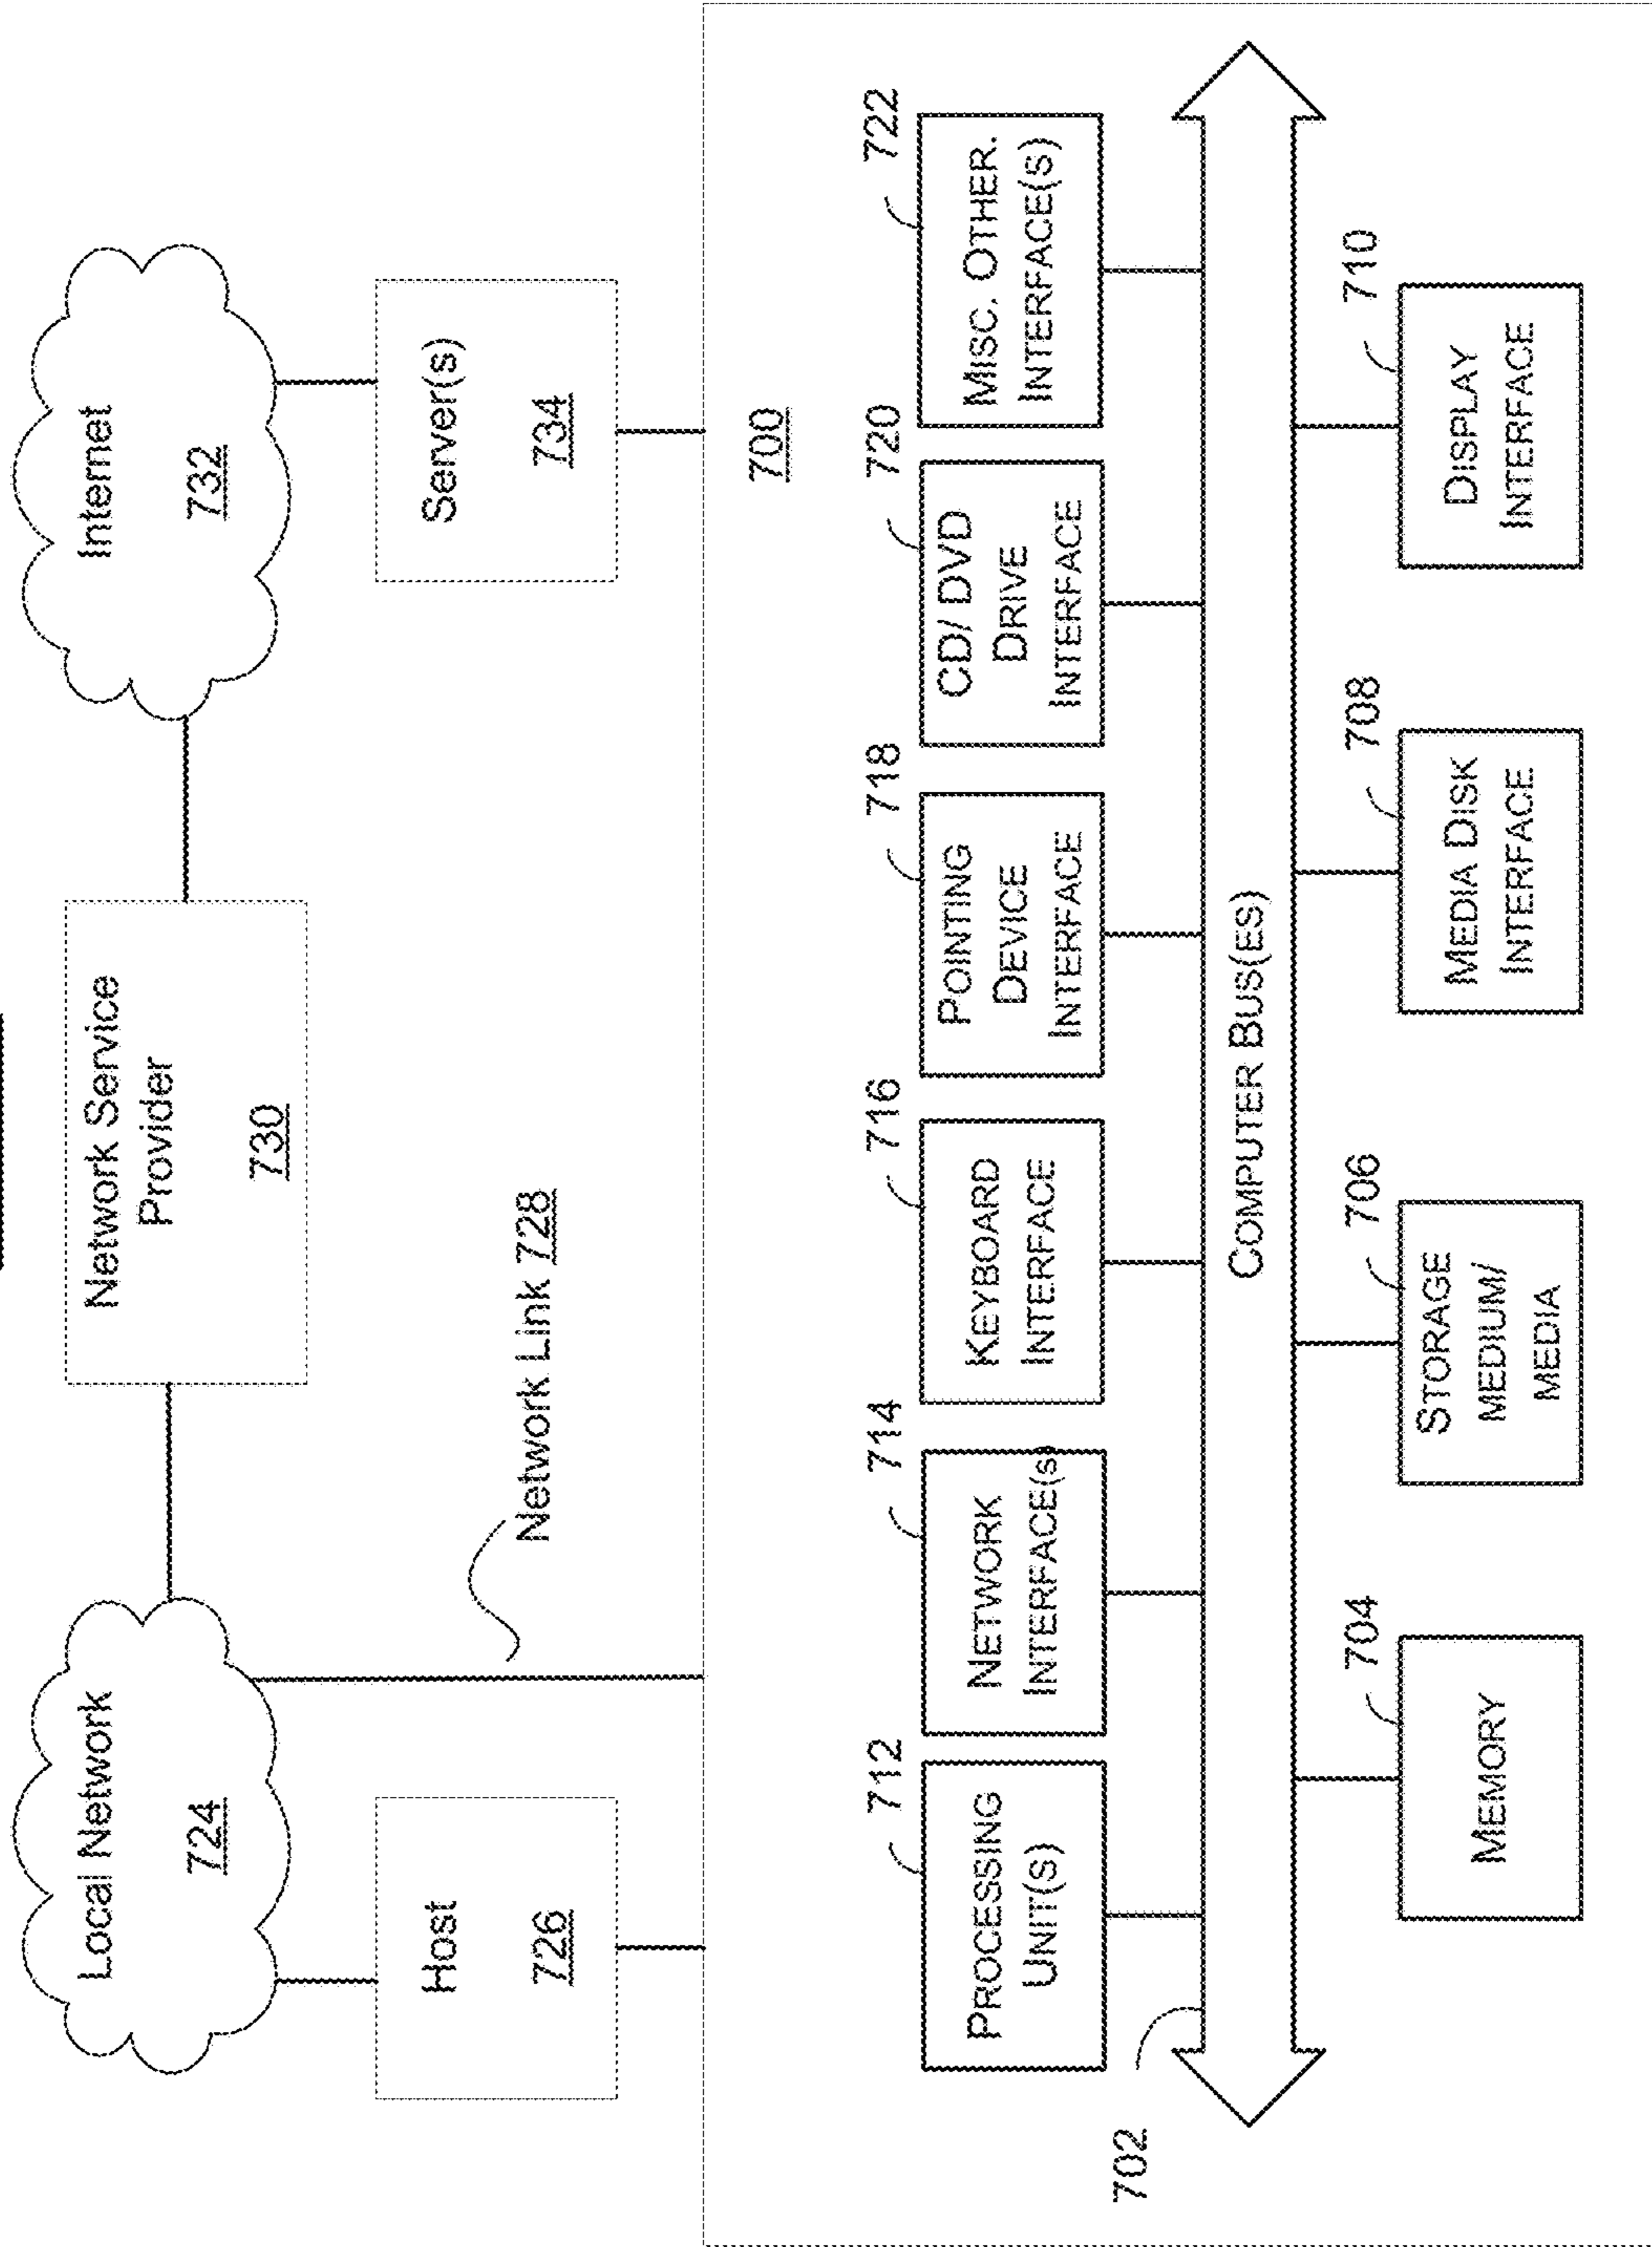 Local Network
724
Network Service
Provider
730
Internet
732
Host
726
Network Link 728
Server(s)
734
700
712
PROCESSING
UNIT(S)
714
NETWORK
INTERFACE(s)
716
KEYBOARD
INTERFACE
718
POINTING
DEVICE
INTERFACE
720
CD/ DVD
DRIVE
INTERFACE
722
MISC. OTHER.
INTERFACE(S)
702
COMPUTER BUS(ES)
704
MEMORY
706
STORAGE
MEDIUM/
MEDIA
708
MEDIA DISK
INTERFACE
710
DISPLAY
INTERFACE